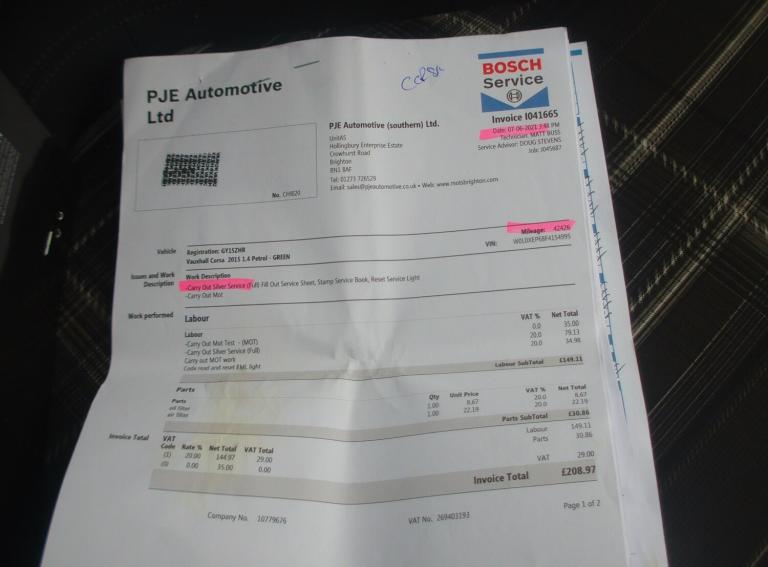 PJE Automotive
Ltd
Corsa
BOSCH
Service
Invoice I041665
Date: 07-06-2021 3:48 PM
Technician: MATT BUSS
Service Advisor: DOUG STEVENS
Job: J045687
PJE Automotive (southern) Ltd.
Unit A5
Hollingbury Enterprise Estate
Crowhurst Road
Brighton
BN1 8AF
Tel: 01273 726529
Email: sales@pjeautomotive.co.uk • Web: www.motsbrighton.com
No. CHI820
Mileage: 42426
Vehicle Registration: GY15ZHR VIN: W0L0XEP68F4154995
Vauxhall Corsa 2015 1.4 Petrol - GREEN
Issues and Work Description
Work Description
-Carry Out Silver Service (Full) Fill Out Service Sheet, Stamp Service Book, Reset Service Light
-Carry Out Mot
Work performed Labour
Labour VAT % Net Total
-Carry Out Mot Test - (MOT) 0.0 35.00
-Carry Out Silver Service (Full) 20.0 79.13
Carry out MOT work 20.0 34.98
Code read and reset EML light
Labour SubTotal £149.11
Parts
Parts Qty Unit Price VAT % Net Total
oil filter 1.00 8.67 20.0 8.67
air filter 1.00 22.19 20.0 22.19
Parts SubTotal £30.86
Labour 149.11
Parts 30.86
Invoice Total VAT
Code Rate % Net Total VAT Total
(1) 20.00 144.97 29.00
(0) 0.00 35.00 0.00
VAT 29.00
Invoice Total £208.97
Company No. 10779676 VAT No. 269403193 Page 1 of 2